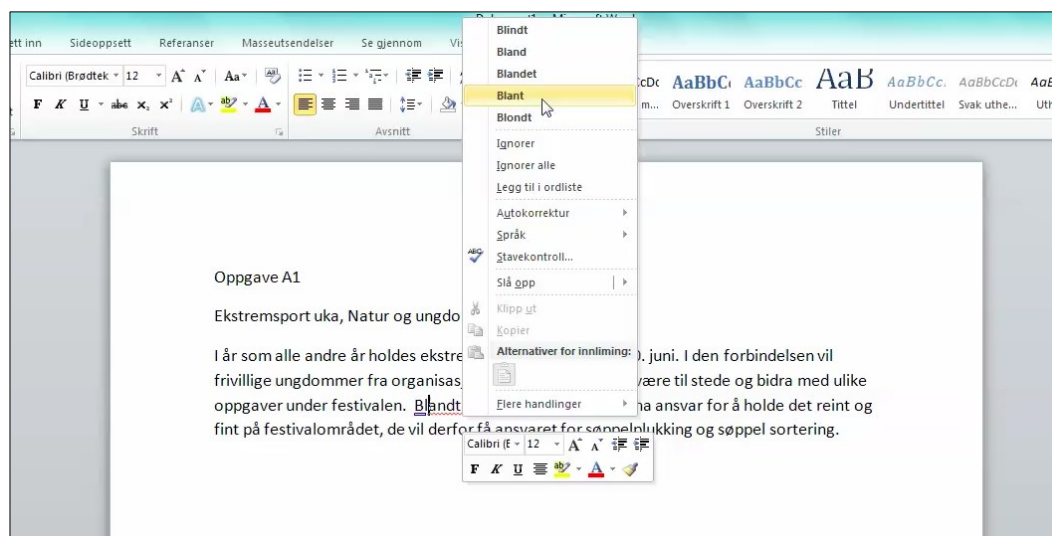 ett inn Sideoppsett Referanser Masseutsendelser Se gjennom
Calibri (Brødtek 12 A A Aa
AaBbC AaBbCc AaB AaBbCc. AaBbCcDc
F K U abe x, x² A ab A
Overskrift 1 Overskrift 2 Tittel Undertittel Svak uthe...
Skrift Avsnitt Stiler
Blindt
Bland
Blandet
Blant
Blondt
Ignorer
Ignorer alle
Legg til i ordliste
Autokorrektur
Språk
Stavekontroll...
Slå opp
Klipp ut
Kopier
Alternativer for innliming:
Flere handlinger
Calibri (E 12 A A
F K U ab A
Oppgave A1
Ekstremsport uka, Natur og ungdo
I år som alle andre år holdes ekstre . juni. I den forbindelsen vil
frivillige ungdommer fra organisas være til stede og bidra med ulike
oppgaver under festivalen. Blandt ha ansvar for å holde det reint og
fint på festivalområdet, de vil derfor få ansvaret for søppelplukking og søppel sortering.